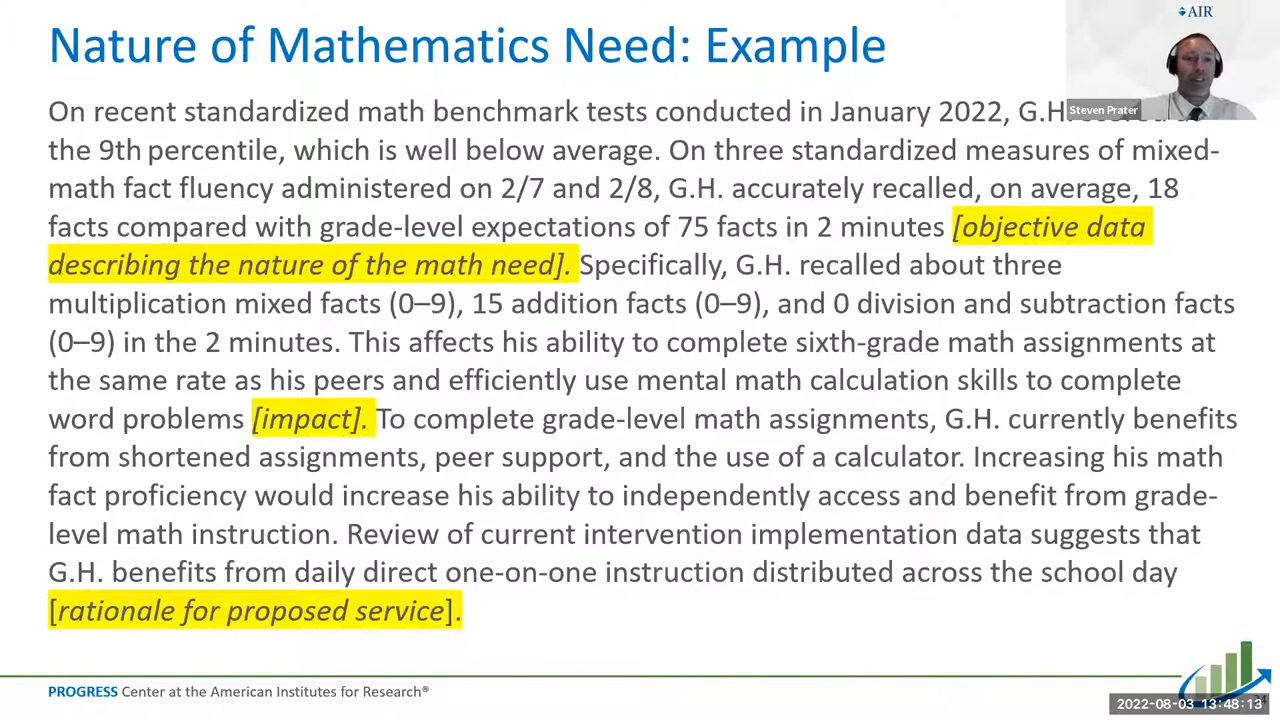 Nature of Mathematics Need: Example
AIR
Steven Prater
On recent standardized math benchmark tests conducted in January 2022, G.H.
the 9th percentile, which is well below average. On three standardized measures of mixed-
math fact fluency administered on 2/7 and 2/8, G.H. accurately recalled, on average, 18
facts compared with grade-level expectations of 75 facts in 2 minutes [objective data
describing the nature of the math need]. Specifically, G.H. recalled about three
multiplication mixed facts (0–9), 15 addition facts (0–9), and 0 division and subtraction facts
(0–9) in the 2 minutes. This affects his ability to complete sixth-grade math assignments at
the same rate as his peers and efficiently use mental math calculation skills to complete
word problems [impact]. To complete grade-level math assignments, G.H. currently benefits
from shortened assignments, peer support, and the use of a calculator. Increasing his math
fact proficiency would increase his ability to independently access and benefit from grade-
level math instruction. Review of current intervention implementation data suggests that
G.H. benefits from daily direct one-on-one instruction distributed across the school day
[rationale for proposed service].
PROGRESS Center at the American Institutes for Research®
2022-08-03 13:48:13